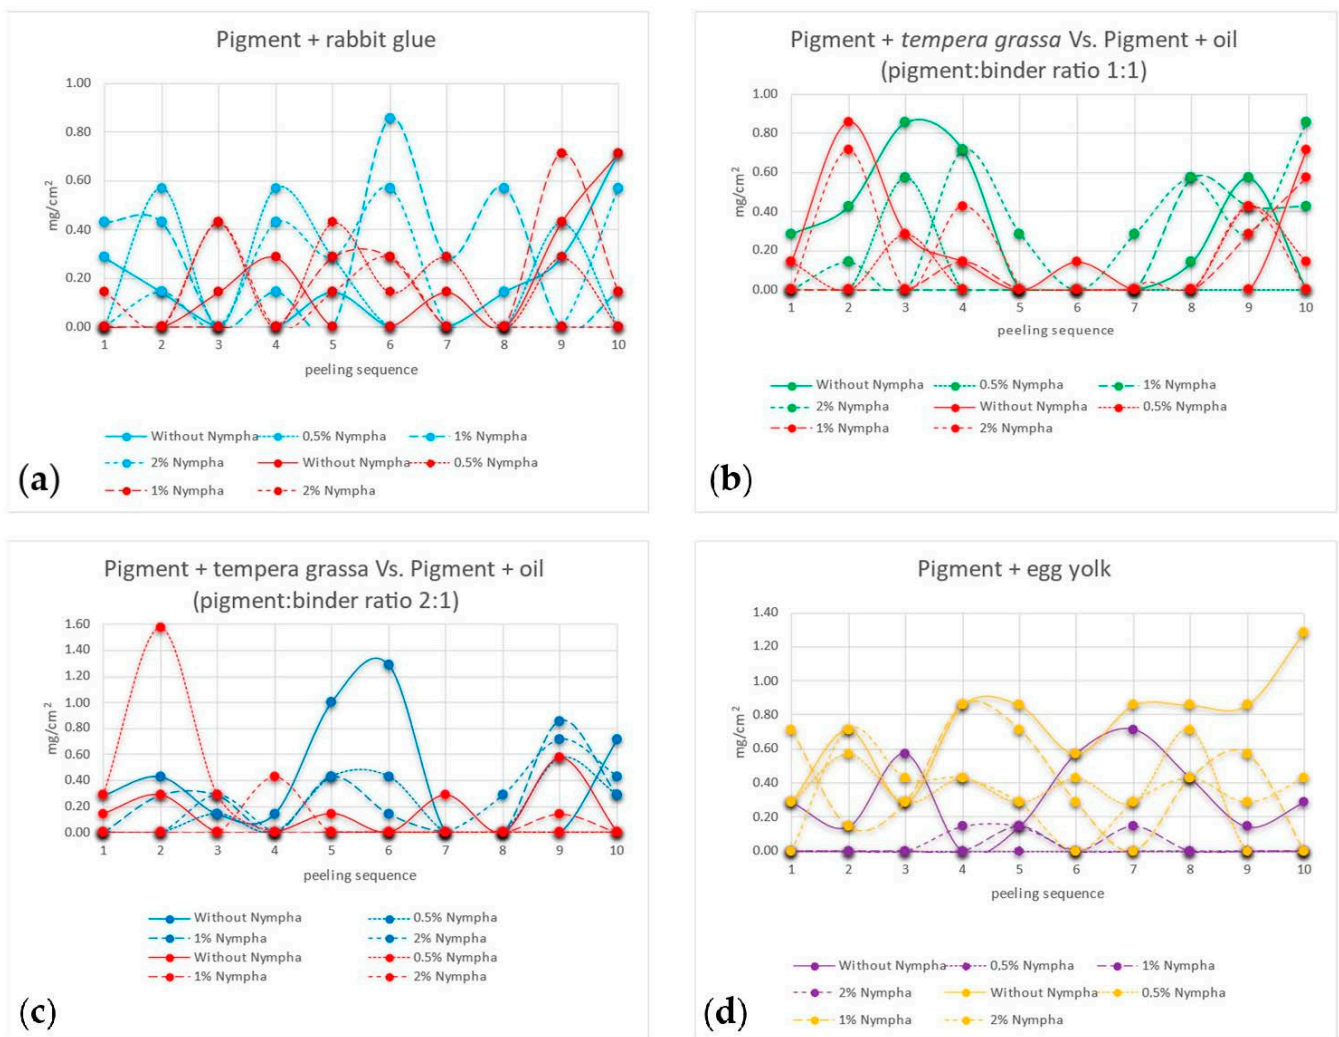 Pigment + rabbit glue
1.00
0.80
0.60
0.40
0.20
0.00
mg/cm²
1 2 3 4 5 6 7 8 9 10
peeling sequence
Without Nympha 0.5% Nympha 1% Nympha
2% Nympha Without Nympha 0.5% Nympha
1% Nympha 2% Nympha
(a)
Pigment + tempera grassa Vs. Pigment + oil
(pigment:binder ratio 1:1)
1.00
0.80
0.60
0.40
0.20
0.00
mg/cm²
1 2 3 4 5 6 7 8 9 10
peeling sequence
Without Nympha 0.5% Nympha 1% Nympha
2% Nympha Without Nympha 0.5% Nympha
1% Nympha 2% Nympha
(b)
Pigment + tempera grassa Vs. Pigment + oil
(pigment:binder ratio 2:1)
1.60
1.40
1.20
1.00
0.80
0.60
0.40
0.20
0.00
mg/cm²
1 2 3 4 5 6 7 8 9 10
peeling sequence
Without Nympha 0.5% Nympha
1% Nympha 2% Nympha
Without Nympha 0.5% Nympha
1% Nympha 2% Nympha
(c)
Pigment + egg yolk
1.40
1.20
1.00
0.80
0.60
0.40
0.20
0.00
mg/cm²
1 2 3 4 5 6 7 8 9 10
peeling sequence
Without Nympha 0.5% Nympha 1% Nympha
2% Nympha Without Nympha 0.5% Nympha
1% Nympha 2% Nympha
(d)